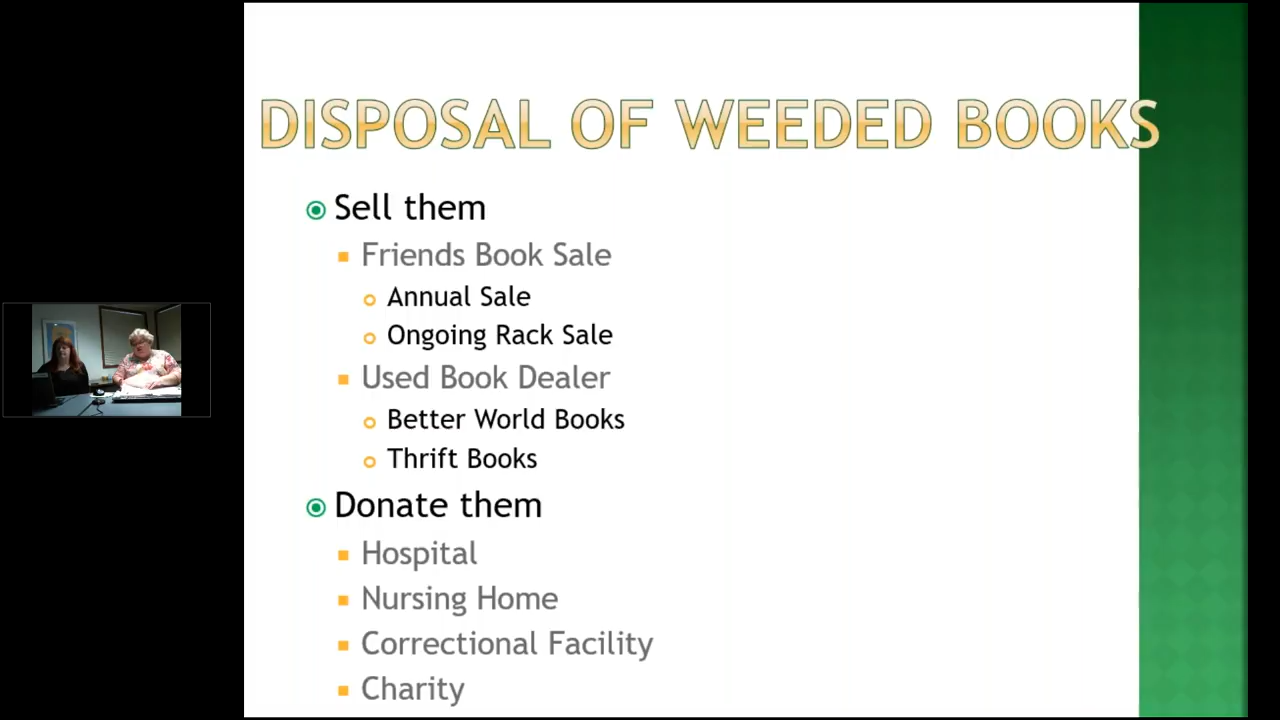 DISPOSAL OF WEEDED BOOKS
Sell them
Friends Book Sale
Annual Sale
Ongoing Rack Sale
Used Book Dealer
Better World Books
Thrift Books
Donate them
Hospital
Nursing Home
Correctional Facility
Charity